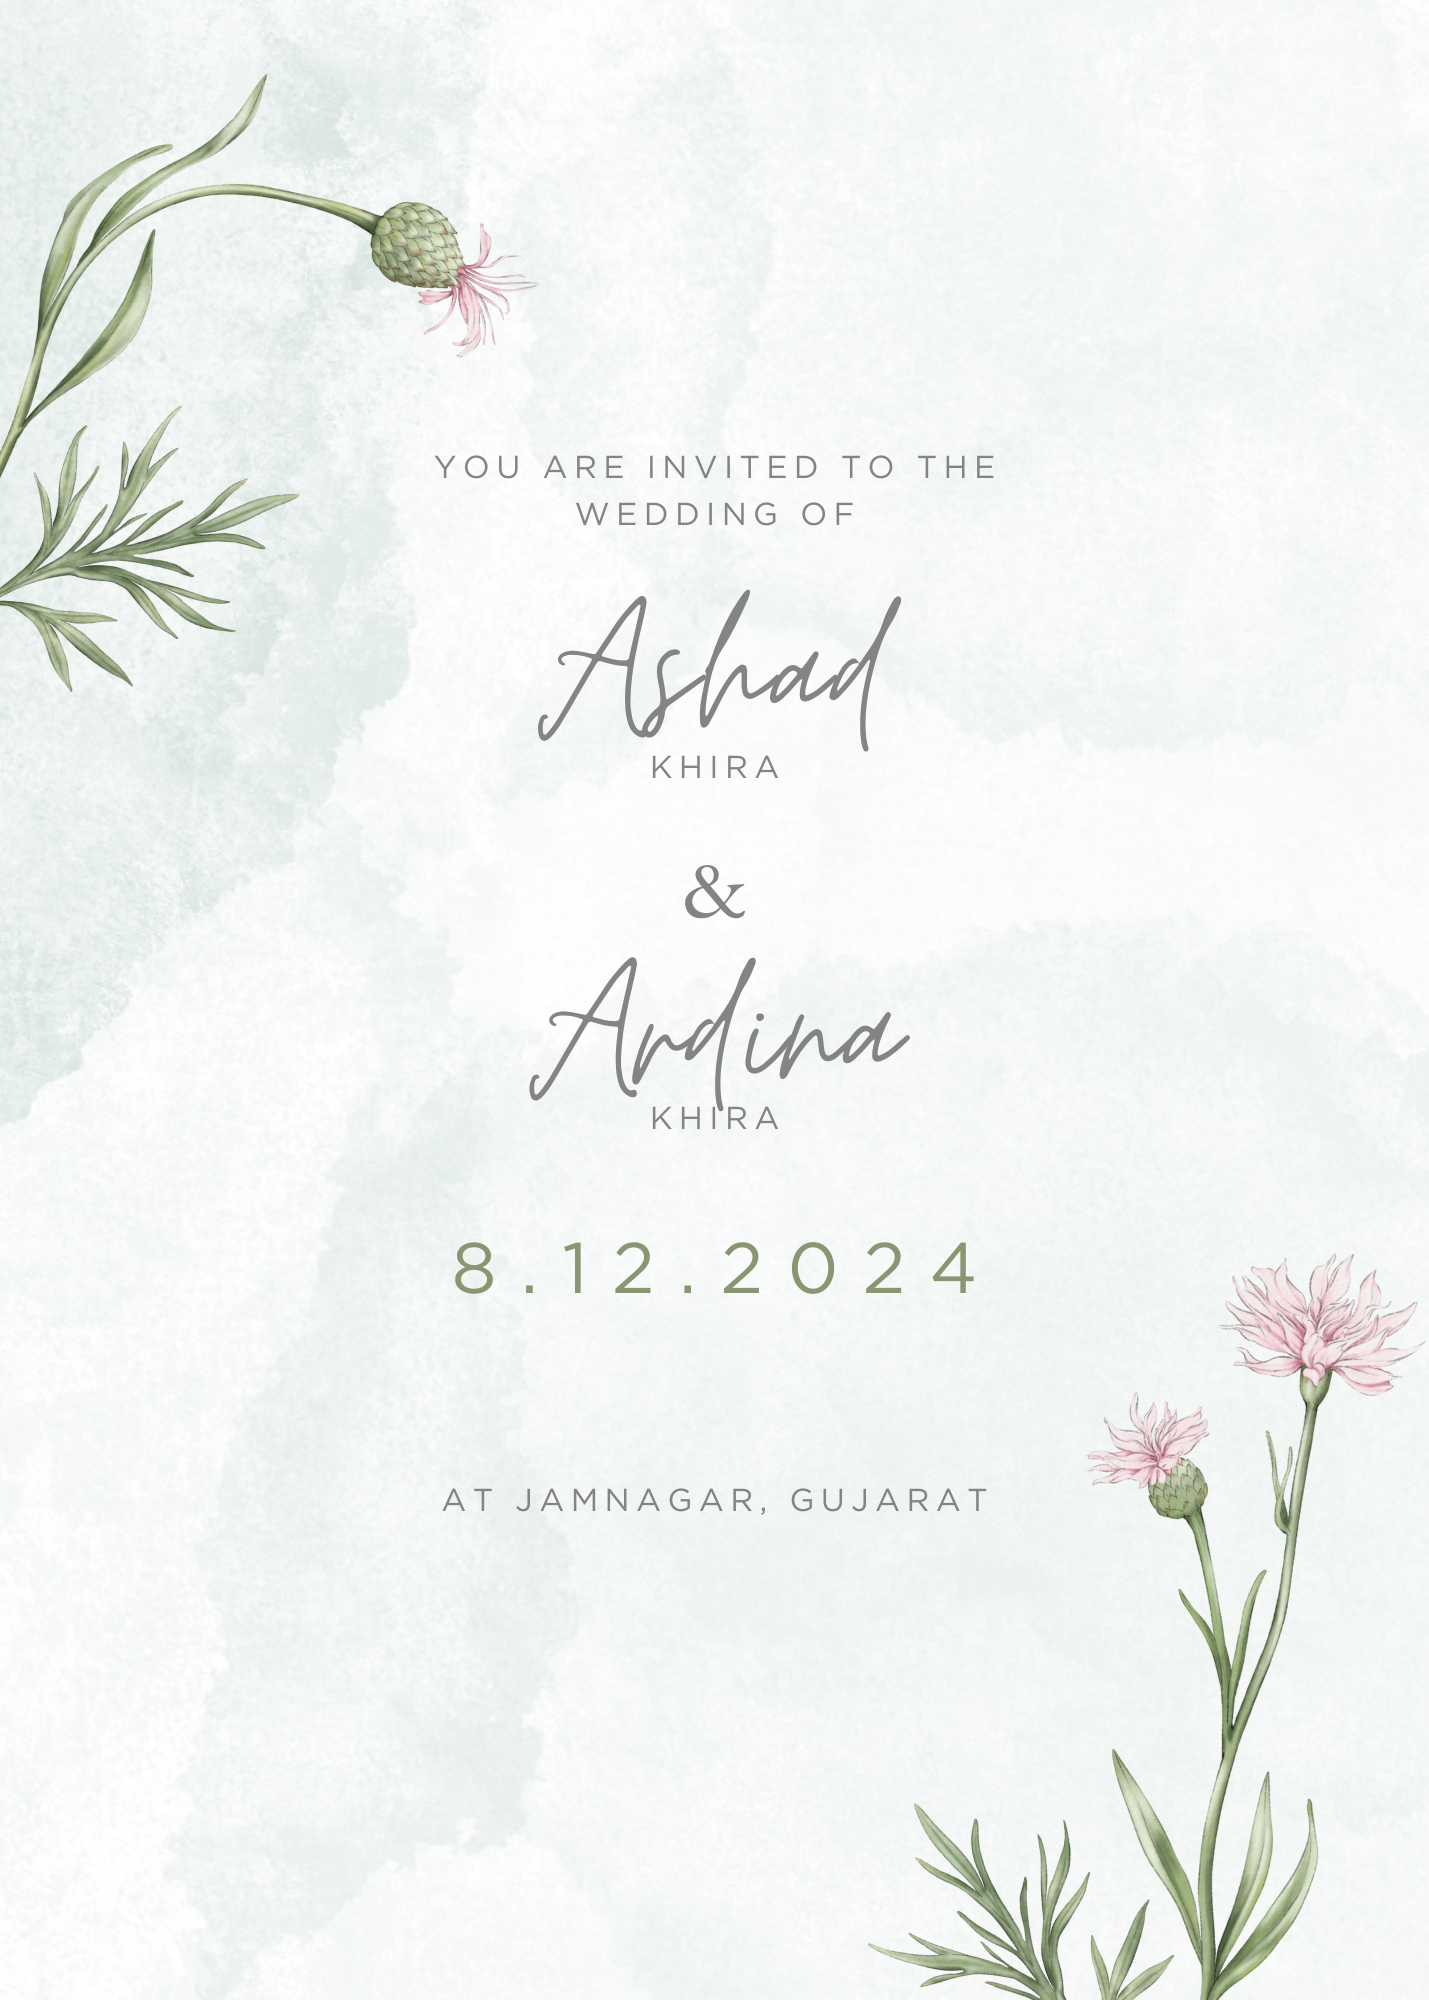 YOU ARE INVITED TO THE
WEDDING OF
Ashad
KHIRA
&
Ardina
KHIRA
8.12.2024
AT JAMNAGAR, GUJARAT